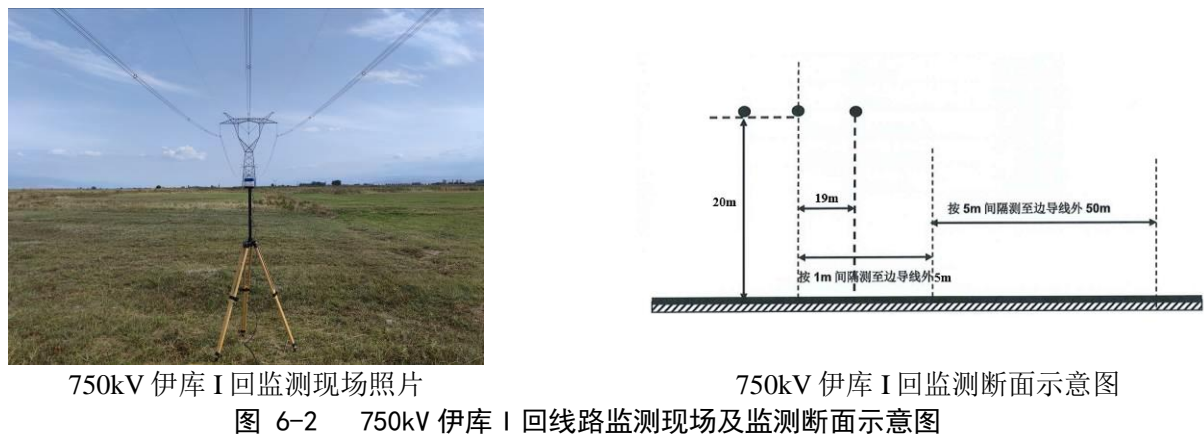 20m
19m
按 5m 间隔测至边导线外 50m
按 1m 间隔测至边导线外5m
750kV 伊库 I 回监测现场照片
750kV 伊库 I 回监测断面示意图
图 6-2 750kV 伊库 I 回线路监测现场及监测断面示意图